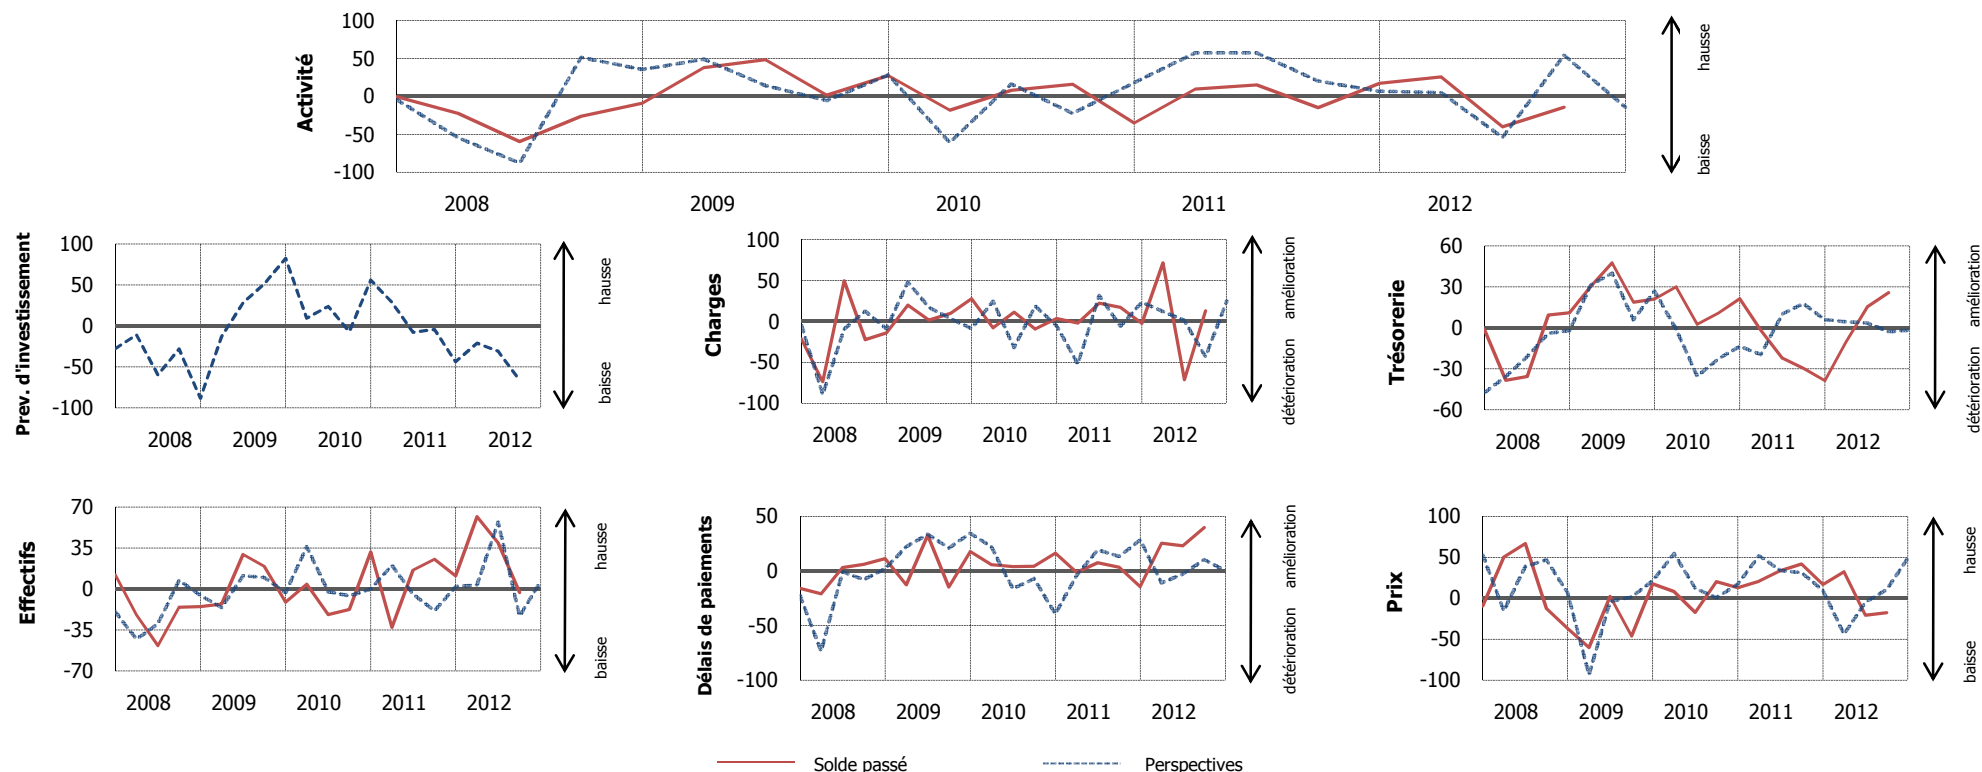 Activité
100
50
0
-50
-100
hausse
baisse
2008 2009 2010 2011 2012
Prev. d'investissement
100
50
0
-50
-100
hausse
baisse
2008 2009 2010 2011 2012
Charges
100
50
0
-50
-100
amélioration
détérioration
2008 2009 2010 2011 2012
Trésorerie
60
30
0
-30
-60
amélioration
détérioration
2008 2009 2010 2011 2012
Effectifs
70
35
0
-35
-70
hausse
baisse
2008 2009 2010 2011 2012
Délais de paiements
50
0
-50
-100
amélioration
détérioration
2008 2009 2010 2011 2012
Prix
100
50
0
-50
-100
hausse
baisse
2008 2009 2010 2011 2012
Solde passé Perspectives